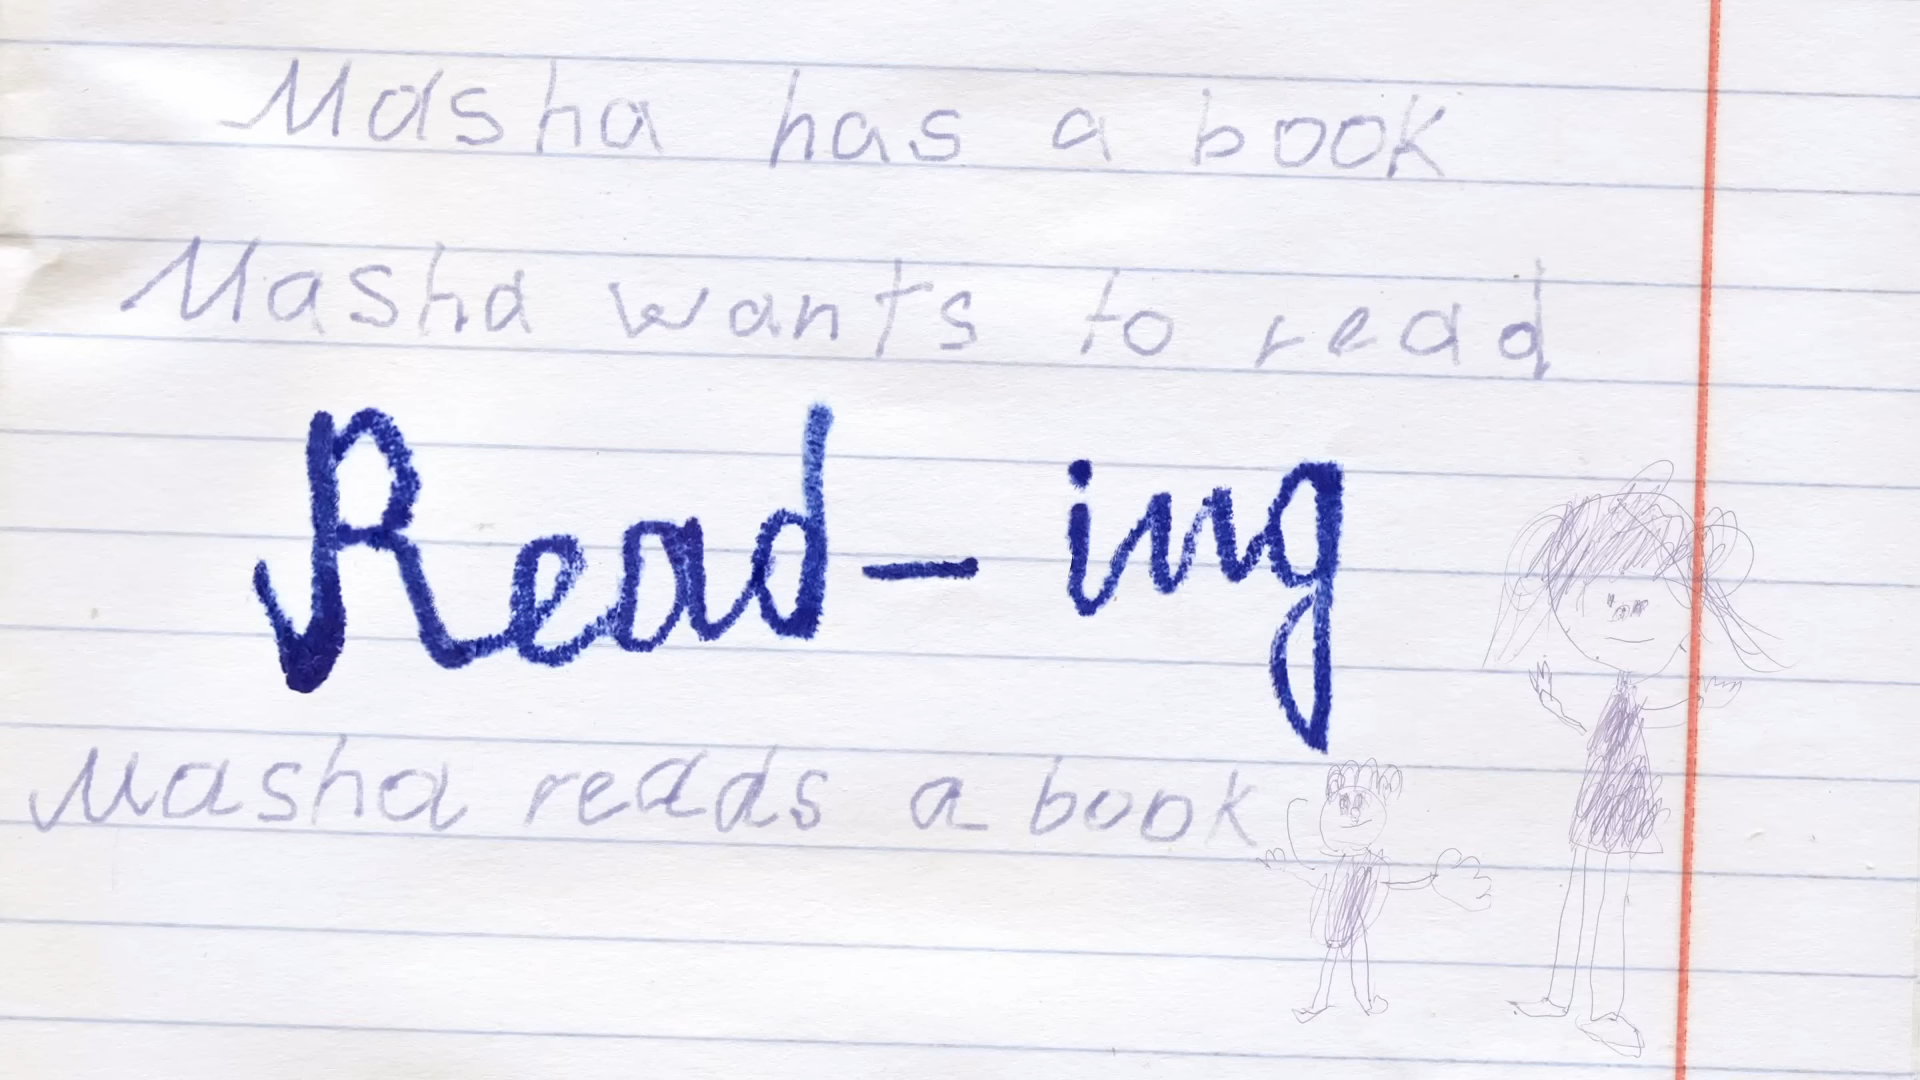 Masha has a book
Masha wants to read
Read - ing
Masha reads a book